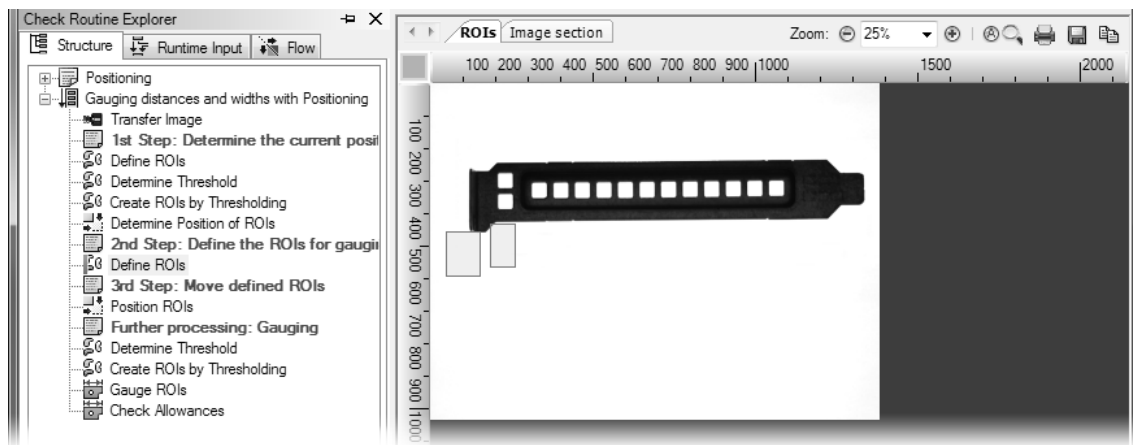 Check Routine Explorer
Structure Runtime Input Flow
Positioning
Gauging distances and widths with Positioning
Transfer Image
1st Step: Determine the current posit
Define ROIs
Determine Threshold
Create ROIs by Thresholding
Determine Position of ROIs
2nd Step: Define the ROIs for gaugin
Define ROIs
3rd Step: Move defined ROIs
Position ROIs
Further processing: Gauging
Determine Threshold
Create ROIs by Thresholding
Gauge ROIs
Check Allowances
ROIs Image section Zoom: 25%
100 200 300 400 500 600 700 800 900 1000 1500 2000
100 200 300 400 500 600 700 800 900 1000